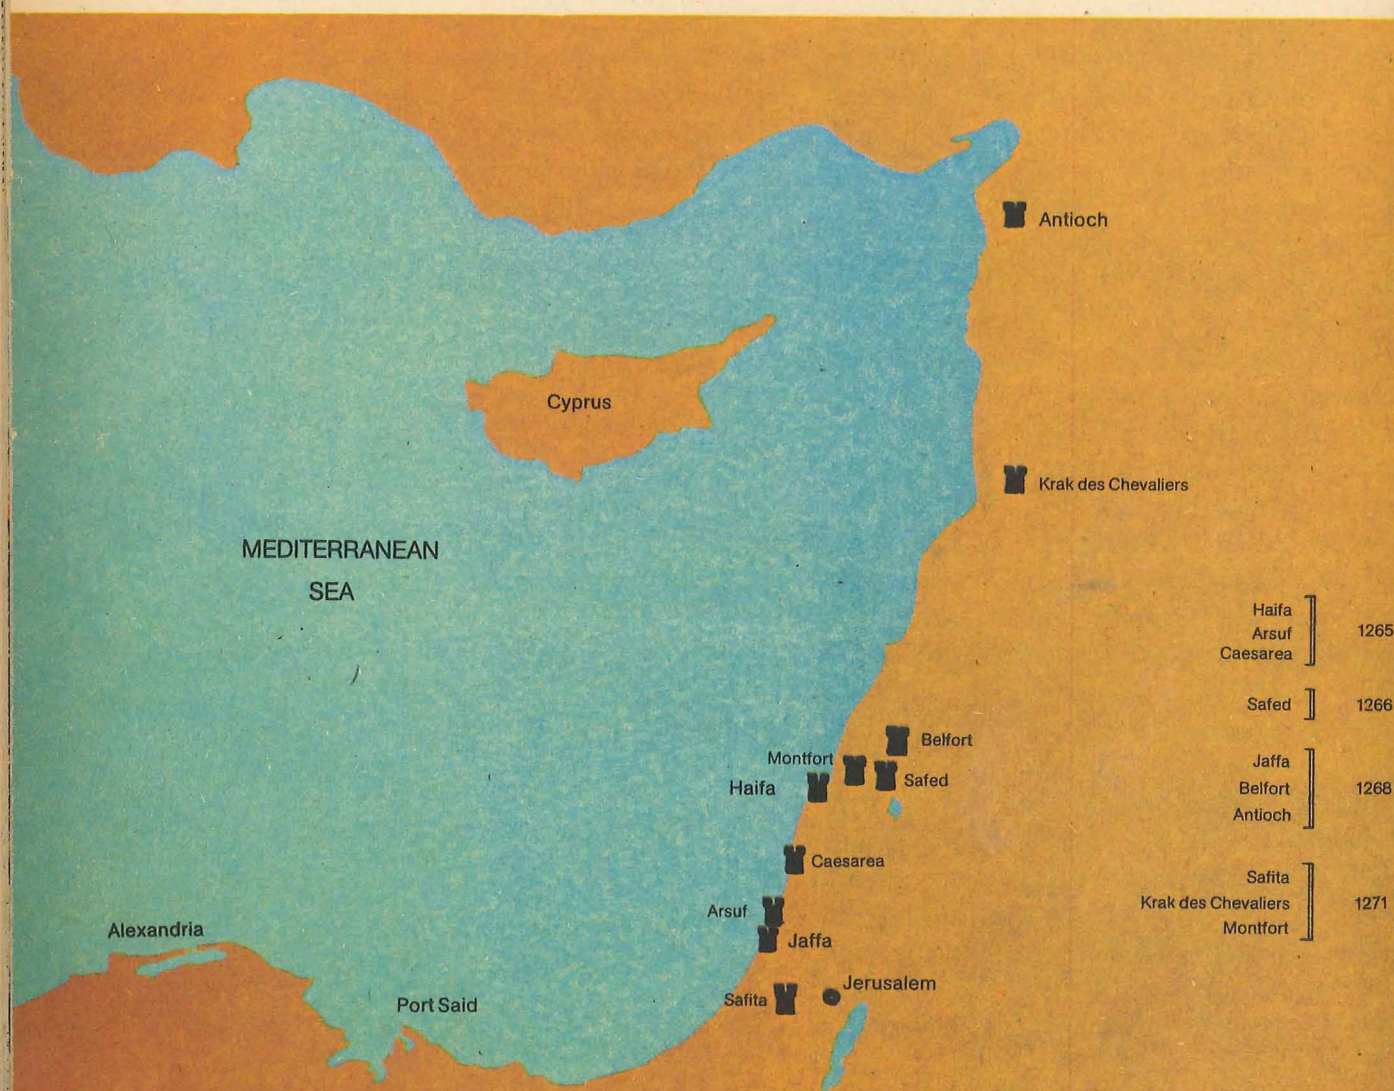 Antioch
Cyprus
Krak des Chevaliers
MEDITERRANEAN
SEA
Haifa
Arsuf
Caesarea
1265
Safed
1266
Jaffa
Belfort
Antioch
1268
Safita
Krak des Chevaliers
Montfort
1271
Belfort
Montfort
Safed
Haifa
Caesarea
Arsuf
Jaffa
Alexandria
Port Said
Safita
Jerusalem